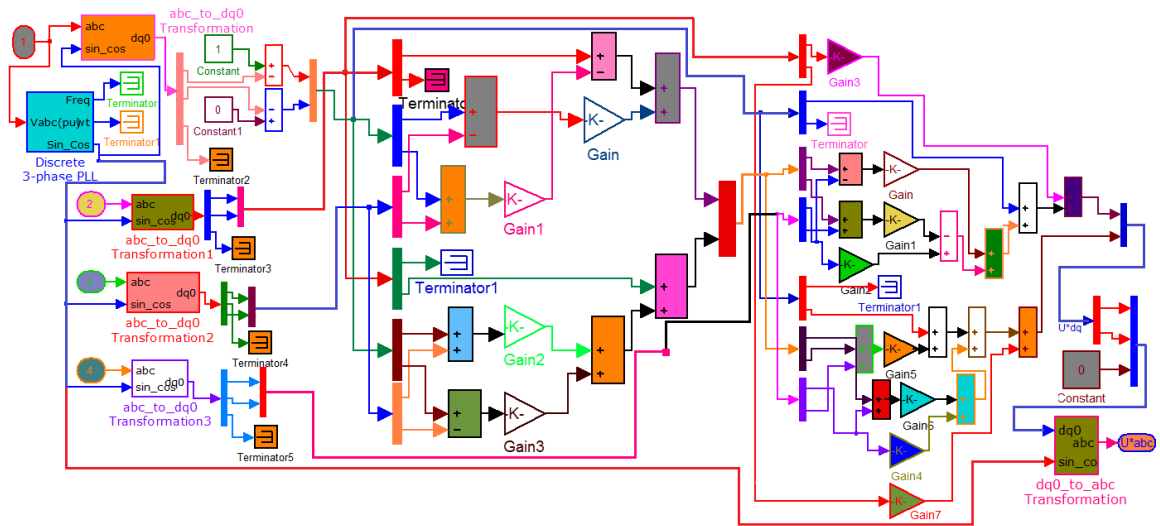 abc_to_dq0
Transformation
1
abc
sin_cos
dq0
1
Constant
Freq
Vabc(pu)
wt
Sin_Cos
Terminator
Terminator1
0
Constant1
Discrete
3-phase PLL
Terminator2
2
abc
sin_cos
dq0
abc_to_dq0
Transformation1
Terminator3
3
abc
sin_cos
dq0
abc_to_dq0
Transformation2
Terminator4
4
abc
sin_cos
dq0
abc_to_dq0
Transformation3
Terminator5
-K-
Gain
-K-
Gain1
Terminator1
-K-
Gain2
-K-
Gain3
-K-
Gain3
Terminator
-K-
Gain
-K-
Gain1
-K-
Gain2
Terminator1
-K-
Gain5
-K-
Gain6
-K-
Gain4
-K-
Gain7
U*dq
0
Constant
dq0
abc
sin_co
U*abc
dq0_to_abc
Transformation